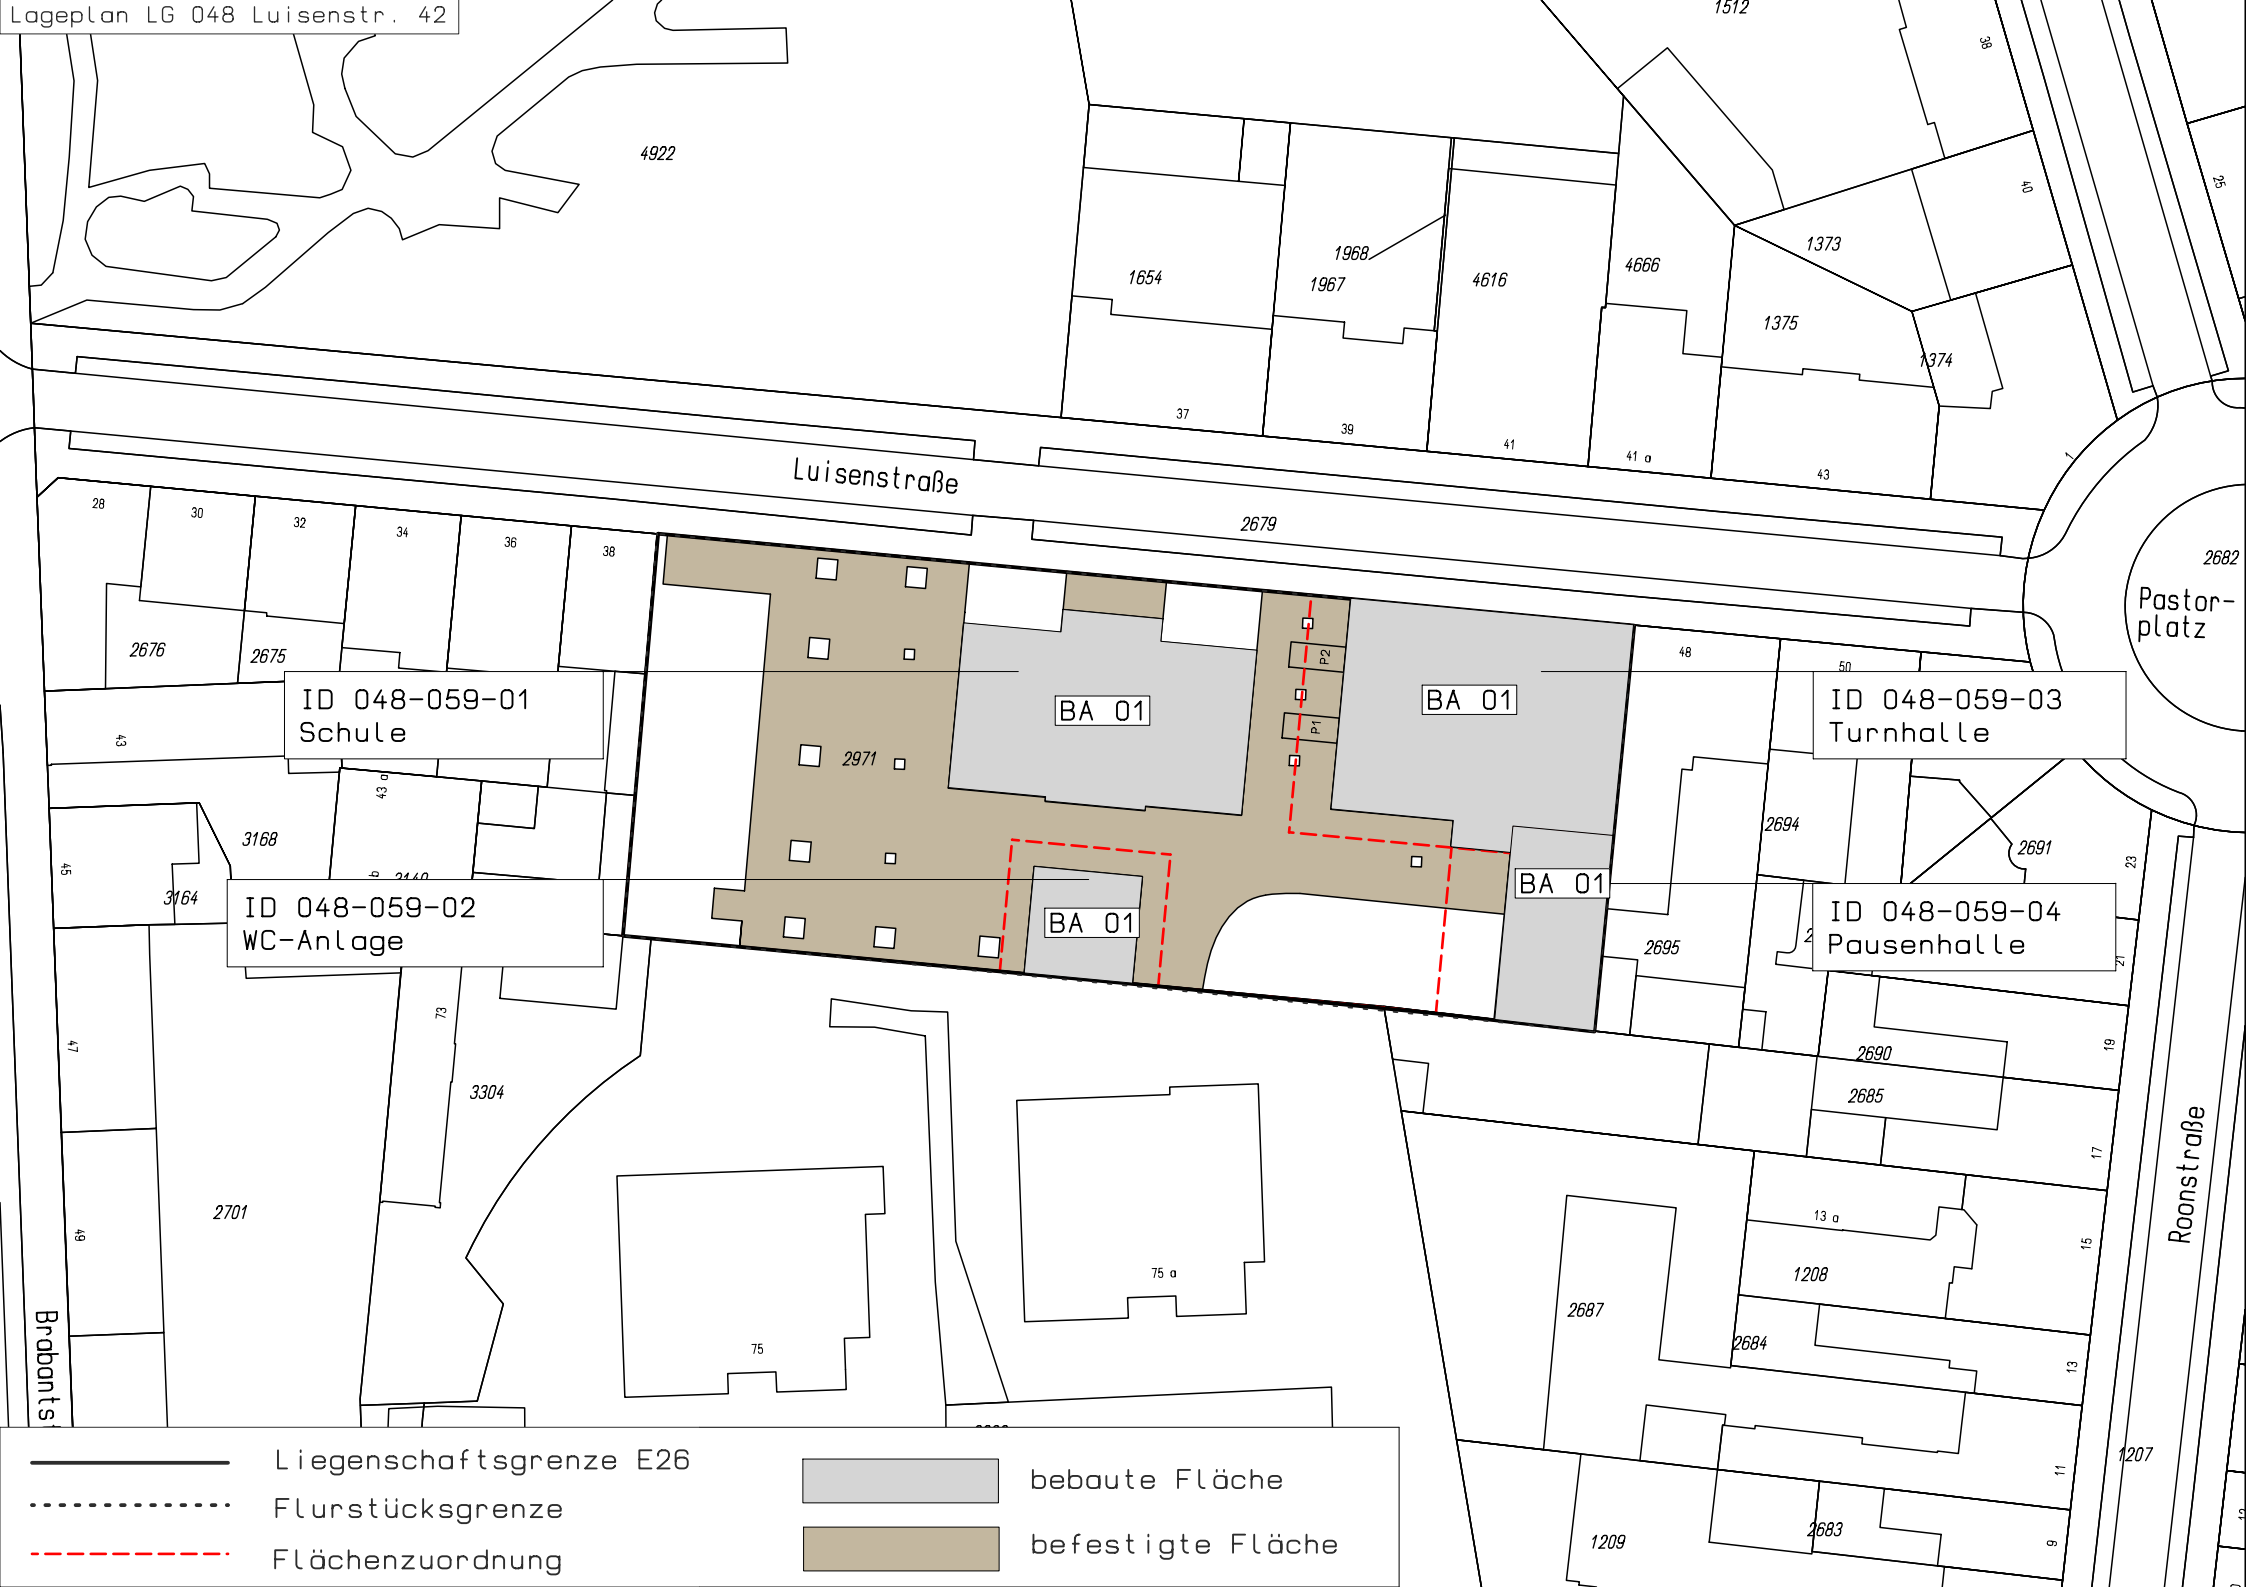 Lageplan LG 048 Luisenstr. 42
1512
38
4922
40
25
1373
1968
1654
1967
4616
4666
1375
1374
37
39
41
41 a
43
1
Luisenstraße
2679
2682
Pastor-
platz
28
30
32
34
36
38
2676
2675
P2
P1
48
50
ID 048-059-01
Schule
BA 01
BA 01
ID 048-059-03
Turnhalle
43
43 a
2971
3168
2694
2691
23
45
3164
b
ID 048-059-02
WC-Anlage
BA 01
BA 01
ID 048-059-04
Pausenhalle
2695
21
47
73
19
2690
3304
2685
17
2701
49
13 a
15
Roonstraße
75 a
1208
2687
75
2684
13
Brabantst
1207
11
1209
2683
9
Liegenschaftsgrenze E26
Flurstücksgrenze
Flächenzuordnung
bebaute Fläche
befestigte Fläche